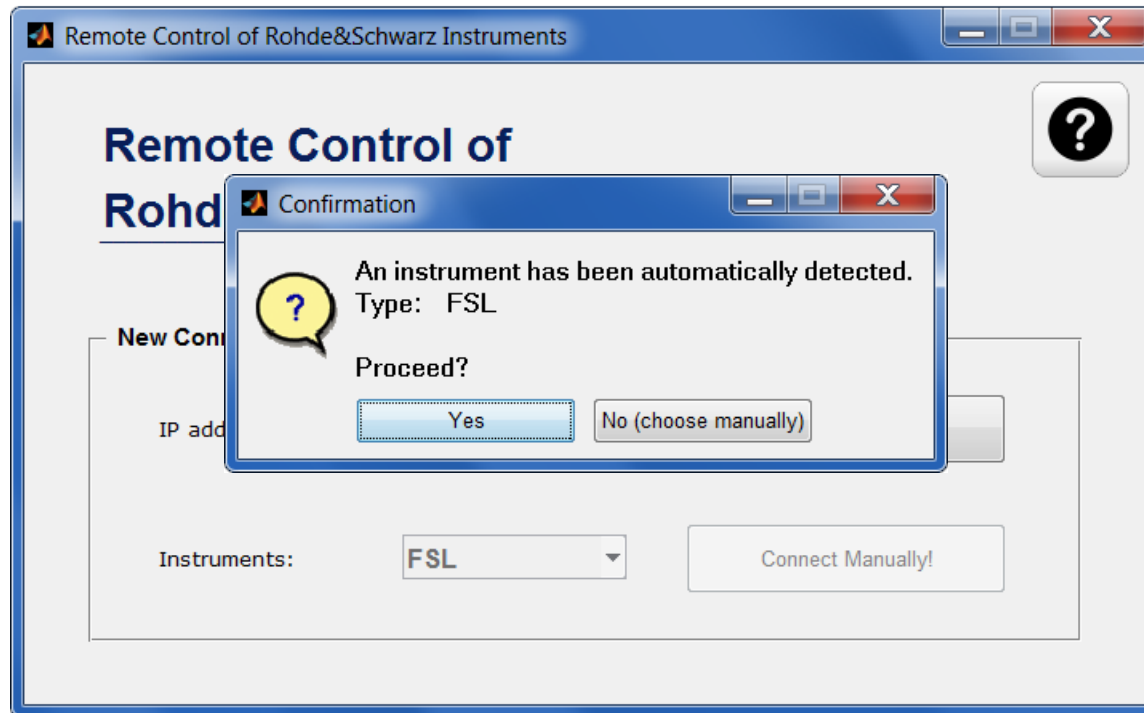 Remote Control of Rohde&Schwarz Instruments
Remote Control of
Rohd
Confirmation
An instrument has been automatically detected.
Type: FSL
Proceed?
Yes
No (choose manually)
New Conn
IP add
Instruments:
FSL
Connect Manually!